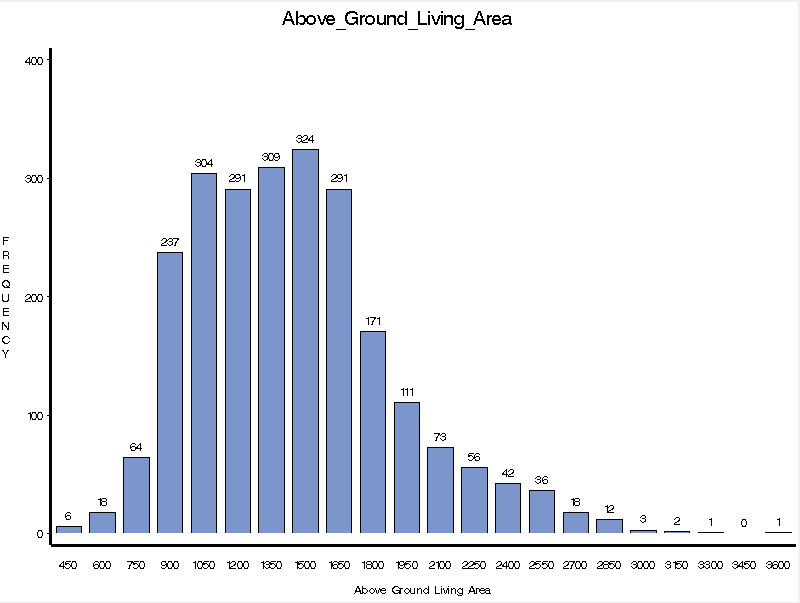 Above_Ground_Living_Area
FREQUENCY
400
300
200
100
0
6 18 64 237 304 291 309 324 291 171 111 73 56 42 36 18 12 3 2 1 0 1
450 600 750 900 1050 1200 1350 1500 1650 1800 1950 2100 2250 2400 2550 2700 2850 3000 3150 3300 3450 3600
Above Ground Living Area